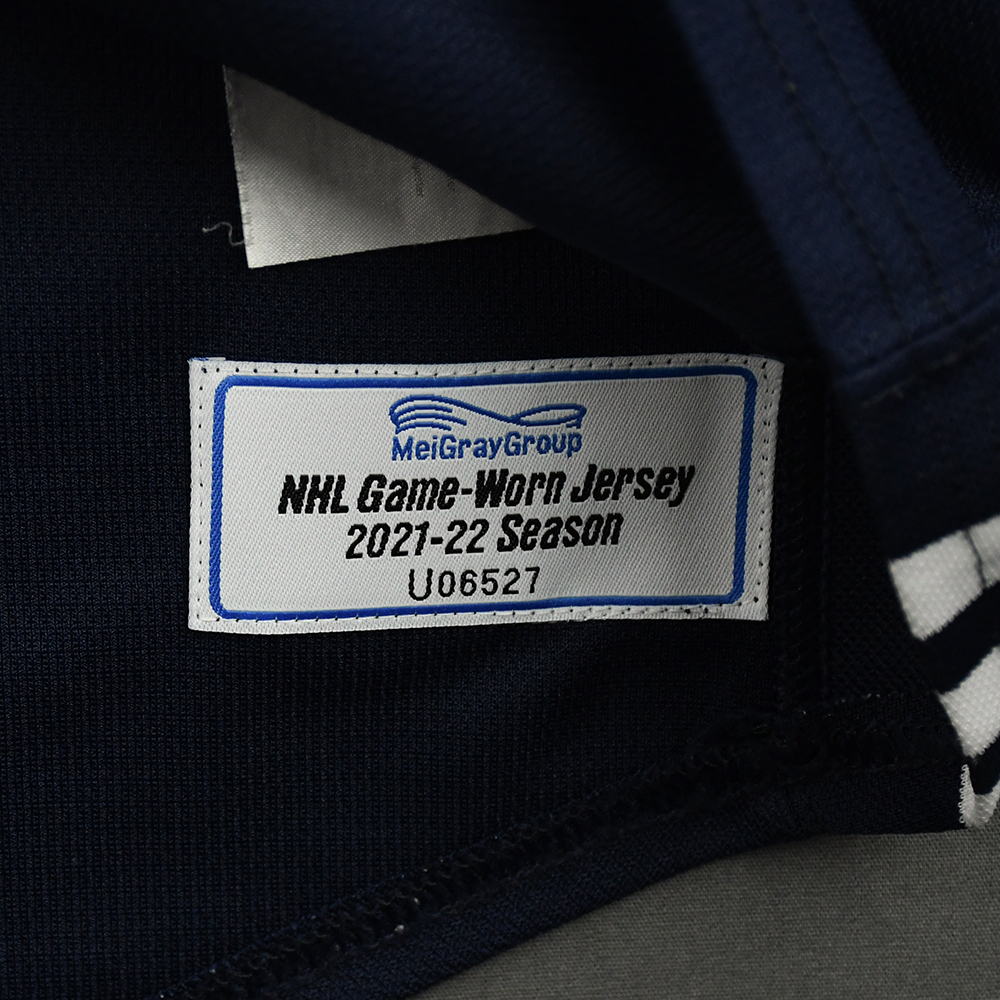 MeiGrayGroup
NHL Game-Worn Jersey
2021-22 Season
U06527